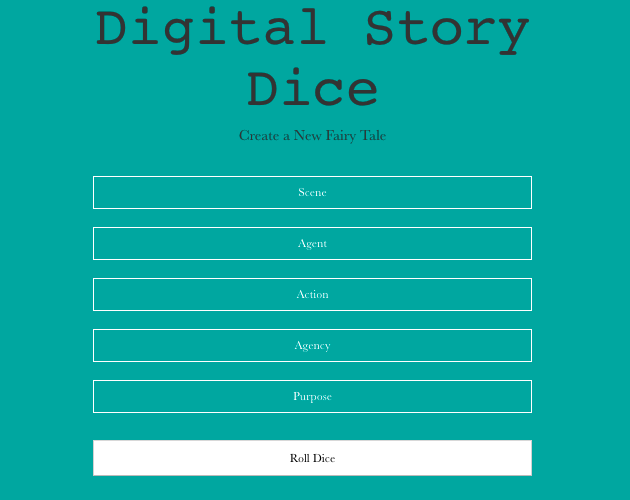 Digital Story
Dice
Create a New Fairy Tale
Scene
Agent
Action
Agency
Purpose
Roll Dice